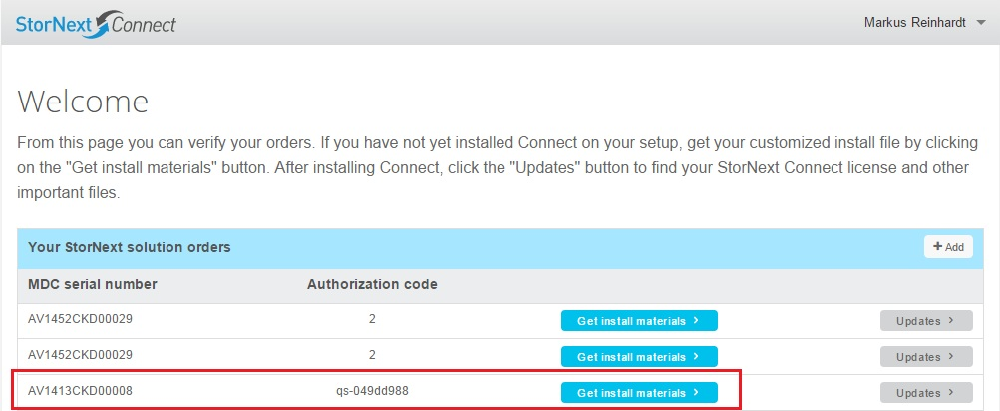 StorNext Connect
Markus Reinhardt
Welcome
From this page you can verify your orders. If you have not yet installed Connect on your setup, get your customized install file by clicking
on the "Get install materials" button. After installing Connect, click the "Updates" button to find your StorNext Connect license and other
important files.
Your StorNext solution orders
+ Add
MDC serial number Authorization code
AV1452CKD00029 2 Get install materials > Updates >
AV1452CKD00029 2 Get install materials > Updates >
AV1413CKD00008 qs-049dd988 Get install materials > Updates >